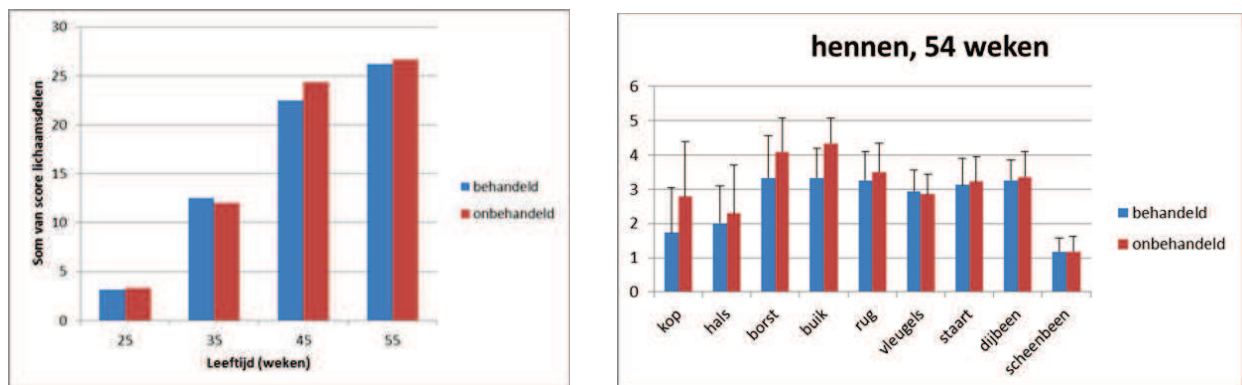 30
25
20
15
10
5
0
Som van score lichaamsdelen
25 35 45 55
Leeftijd (weken)
behandeld
onbehandeld
hennen, 54 weken
6
5
4
3
2
1
0
kop hals borst buik rug vleugels staart dijbeen scheenbeen
behandeld
onbehandeld